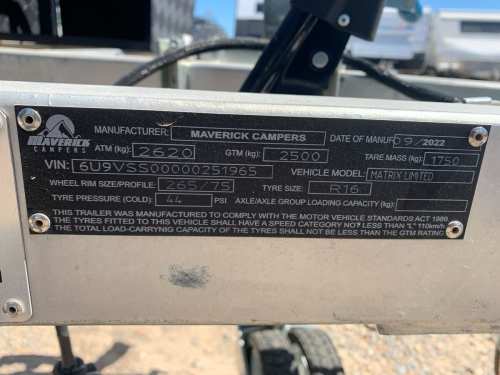 MAVERICK CAMPERS
MANUFACTURER: MAVERICK CAMPERS DATE OF MANUF 09/2022
ATM (kg): 2620 GTM (kg): 2500 TARE MASS (kg): 1750
VIN: 6U9VSS00000251965 VEHICLE MODEL: MATRIX LIMITED
WHEEL RIM SIZE/PROFILE: 265/75 TYRE SIZE: R16
TYRE PRESSURE (COLD): 44 PSI AXLE/AXLE GROUP LOADING CAPACITY (kg):
THIS TRAILER WAS MANUFACTURED TO COMPLY WITH THE MOTOR VEHICLE STANDARDS ACT 1989
THE TYRES FITTED TO THIS VEHICLE SHALL HAVE A SPEED CATEGORY NOT LESS THAN "L" 110km/h
THE TOTAL LOAD-CARRYNIG CAPACITY OF THE TYRES SHALL NOT BE LESS THAN THE GTM RATING